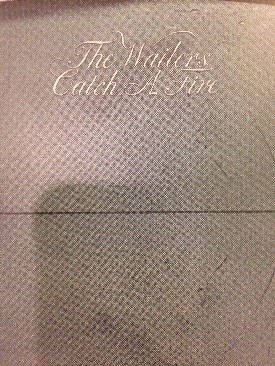 The Wailers
Catch A Fire